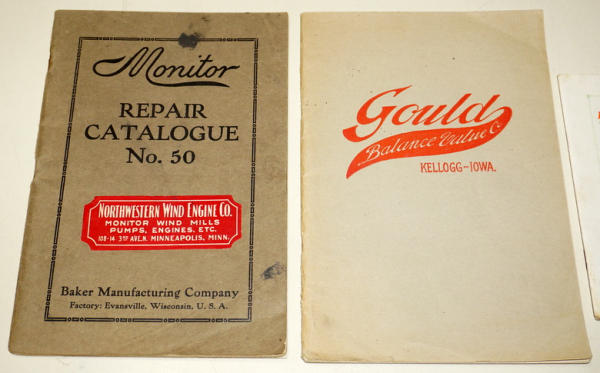 Monitor
REPAIR
CATALOGUE
No. 50
NORTHWESTERN WIND ENGINE CO.
MONITOR WIND MILLS
PUMPS, ENGINES, ETC.
108-14 3RD AVE.N. MINNEAPOLIS, MINN.
Baker Manufacturing Company
Factory: Evansville, Wisconsin, U. S. A.
Gould
Balance Valve Co
KELLOGG-IOWA.